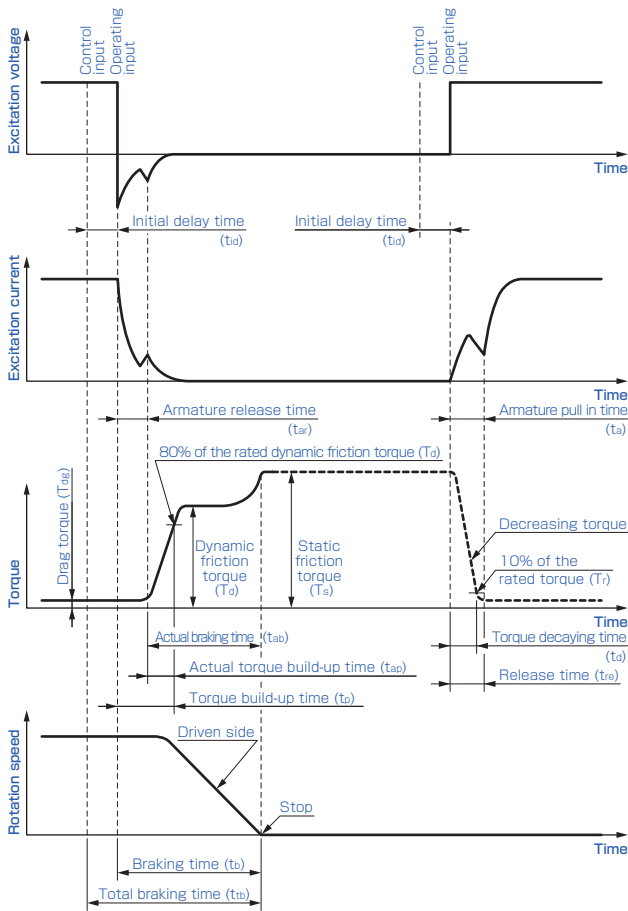 Excitation voltage
Control
input
Operating
input
Control
input
Operating
input
Time
Initial delay time
(tid)
Initial delay time
(tid)
Excitation current
Time
Armature release time
(tar)
Armature pull in time
(ta)
80% of the rated dynamic friction torque (Td)
Torque
Drag torque (Tdg)
Dynamic
friction
torque
(Td)
Static
friction
torque
(Ts)
Decreasing torque
10% of the
rated torque (Tr)
Time
Actual braking time (tab)
Torque decaying time
(td)
Actual torque build-up time (tap)
Release time (tre)
Torque build-up time (tp)
Rotation speed
Driven side
Stop
Time
Braking time (tb)
Total braking time (ttb)